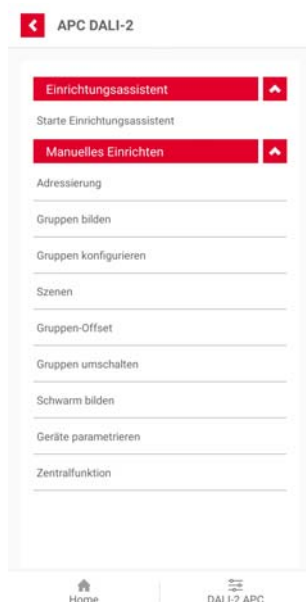 APC DALI-2
Einrichtungsassistent
Starte Einrichtungsassistent
Manuelles Einrichten
Adressierung
Gruppen bilden
Gruppen konfigurieren
Szenen
Gruppen-Offset
Gruppen umschalten
Schwarm bilden
Geräte parametrieren
Zentralfunktion
Home
DALI-2 APC